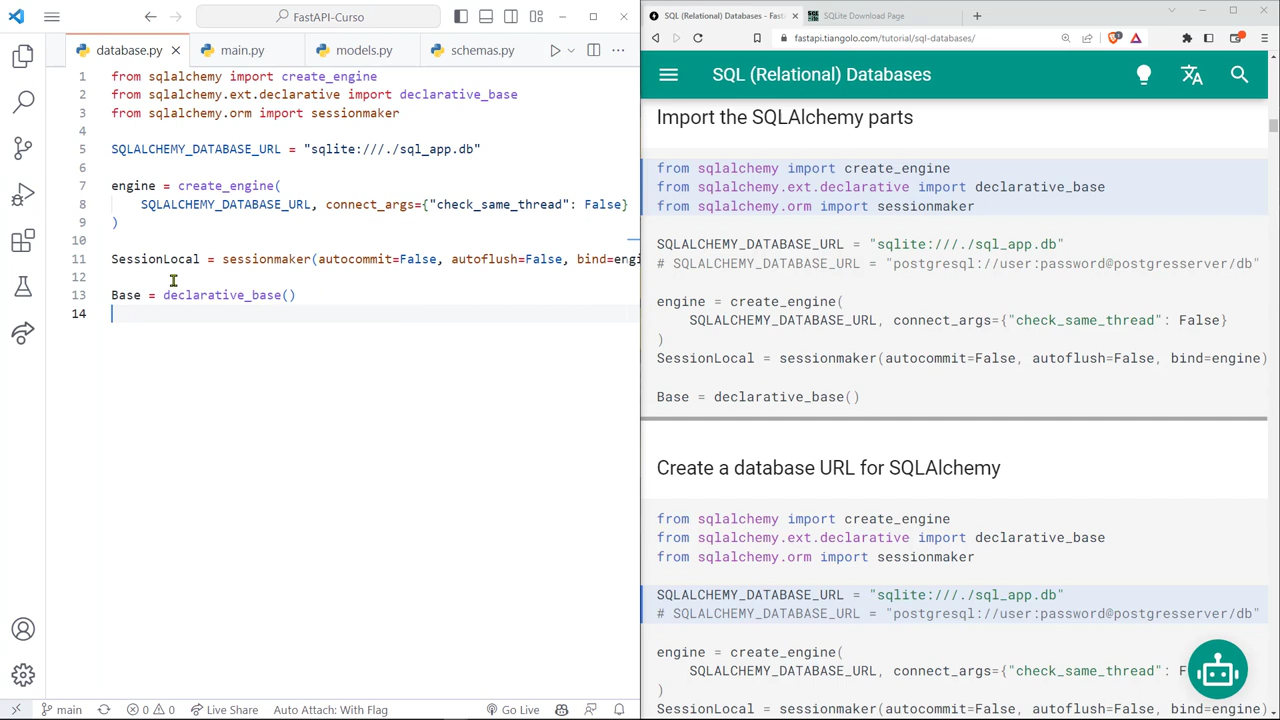 FastAPI-Curso
database.py
main.py
models.py
schemas.py
1 from sqlalchemy import create_engine
2 from sqlalchemy.ext.declarative import declarative_base
3 from sqlalchemy.orm import sessionmaker
4
5 SQLALCHEMY_DATABASE_URL = "sqlite:///./sql_app.db"
6
7 engine = create_engine(
8 SQLALCHEMY_DATABASE_URL, connect_args={"check_same_thread": False}
9 )
10
11 SessionLocal = sessionmaker(autocommit=False, autoflush=False, bind=engi
12
13 Base = declarative_base()
14
main
0 0
Live Share
Auto Attach: With Flag
Go Live
SQL (Relational) Databases - Fast
SQLite Download Page
fastapi.tiangolo.com/tutorial/sql-databases/
SQL (Relational) Databases
Import the SQLAlchemy parts
from sqlalchemy import create_engine
from sqlalchemy.ext.declarative import declarative_base
from sqlalchemy.orm import sessionmaker
SQLALCHEMY_DATABASE_URL = "sqlite:///./sql_app.db"
# SQLALCHEMY_DATABASE_URL = "postgresql://user:password@postgresserver/db"
engine = create_engine(
SQLALCHEMY_DATABASE_URL, connect_args={"check_same_thread": False}
)
SessionLocal = sessionmaker(autocommit=False, autoflush=False, bind=engine)
Base = declarative_base()
Create a database URL for SQLAlchemy
from sqlalchemy import create_engine
from sqlalchemy.ext.declarative import declarative_base
from sqlalchemy.orm import sessionmaker
SQLALCHEMY_DATABASE_URL = "sqlite:///./sql_app.db"
# SQLALCHEMY_DATABASE_URL = "postgresql://user:password@postgresserver/db"
engine = create_engine(
SQLALCHEMY_DATABASE_URL, connect_args={"check_same_thread": F
)
SessionLocal = sessionmaker(autocommit=False, autoflush=False, bind=engine)